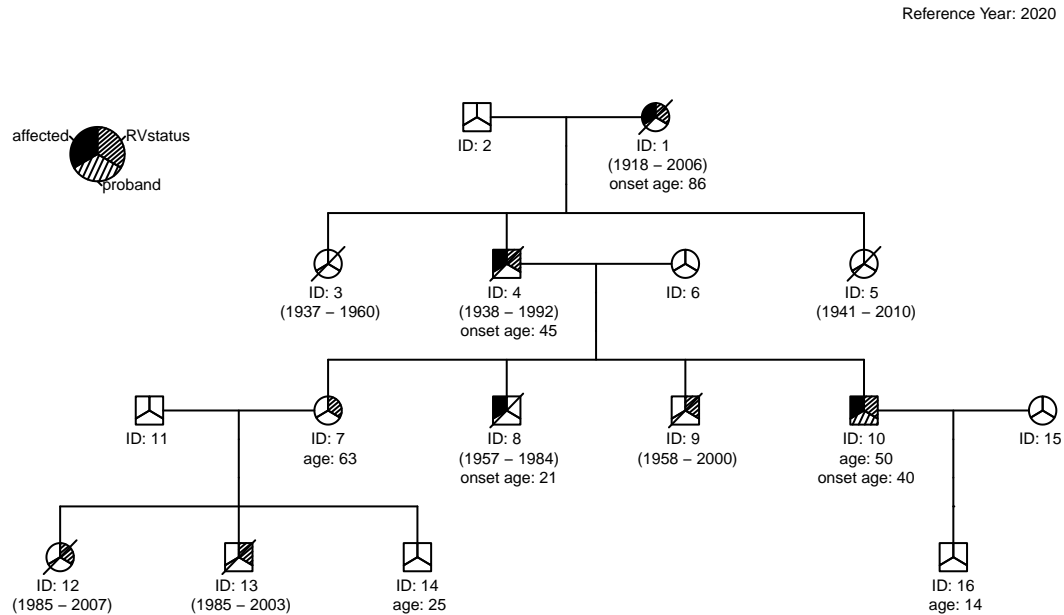 Reference Year: 2020
affected
RVstatus
proband
ID: 2
ID: 1
(1918 – 2006)
onset age: 86
ID: 3
(1937 – 1960)
ID: 4
(1938 – 1992)
onset age: 45
ID: 6
ID: 5
(1941 – 2010)
ID: 11
ID: 7
age: 63
ID: 8
(1957 – 1984)
onset age: 21
ID: 9
(1958 – 2000)
ID: 10
age: 50
onset age: 40
ID: 15
ID: 12
(1985 – 2007)
ID: 13
(1985 – 2003)
ID: 14
age: 25
ID: 16
age: 14